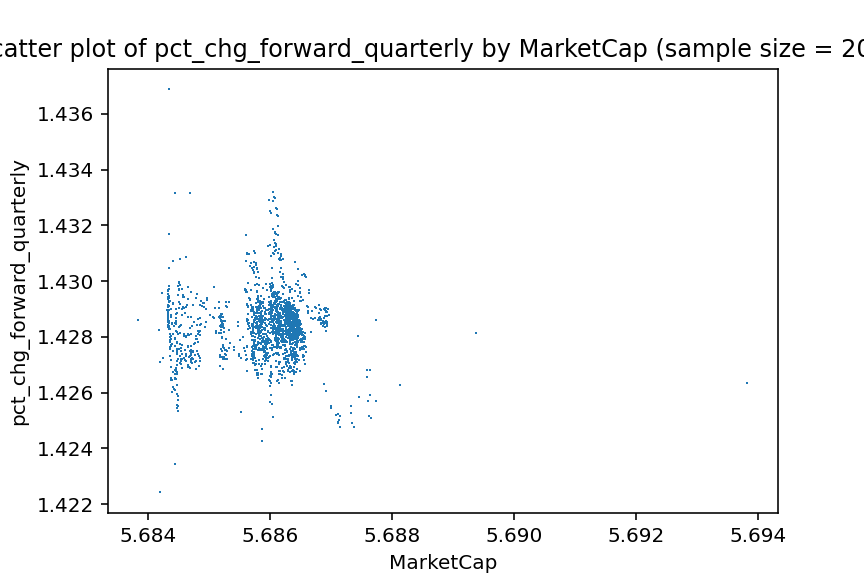 catter plot of pct_chg_forward_quarterly by MarketCap (sample size = 20
1.436
1.434
1.432
1.430
1.428
1.426
1.424
1.422
pct_chg_forward_quarterly
5.684 5.686 5.688 5.690 5.692 5.694
MarketCap